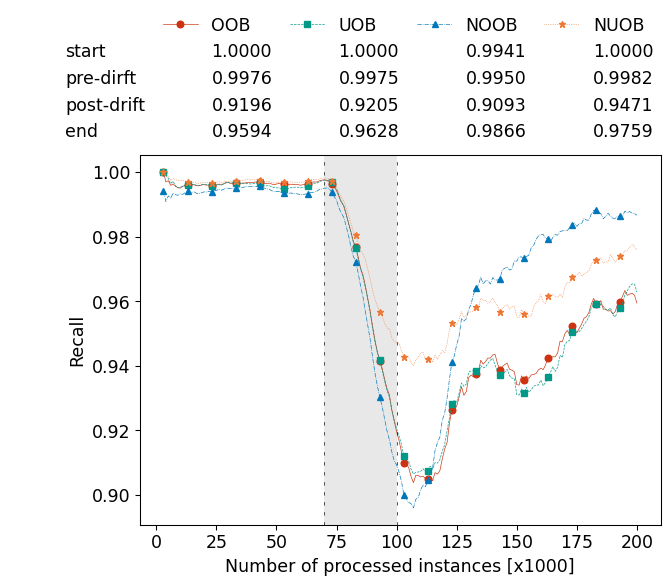 OOB UOB NOOB NUOB
start 1.0000 1.0000 0.9941 1.0000
pre-dirft 0.9976 0.9975 0.9950 0.9982
post-drift 0.9196 0.9205 0.9093 0.9471
end 0.9594 0.9628 0.9866 0.9759
1.00
0.98
0.96
0.94
0.92
0.90
Recall
0 25 50 75 100 125 150 175 200
Number of processed instances [x1000]